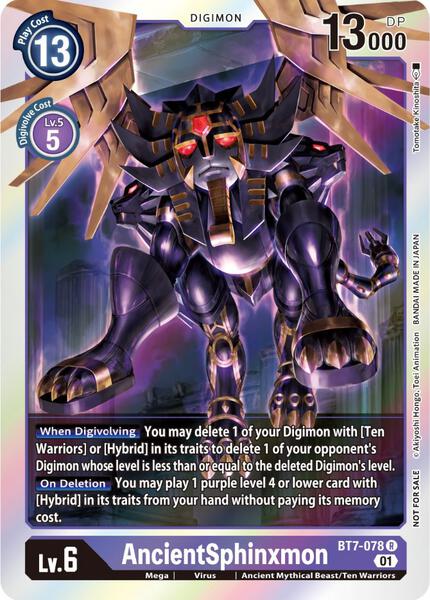 Play Cost
13
DIGIMON
DP
13000
Digivolve Cost
Lv.5
5
Tomotake Kinoshita
When Digivolving You may delete 1 of your Digimon with [Ten
Warriors] or [Hybrid] in its traits to delete 1 of your opponent's
Digimon whose level is less than or equal to the deleted Digimon's level.
On Deletion You may play 1 purple level 4 or lower card with
[Hybrid] in its traits from your hand without paying its memory
cost.
NOT FOR SALE ©Akiyoshi Hongo, Toei Animation BANDAI MADE IN JAPAN
Lv.6
AncientSphinxmon
BT7-078 R
01
Mega | Virus | Ancient Mythical Beast/Ten Warriors